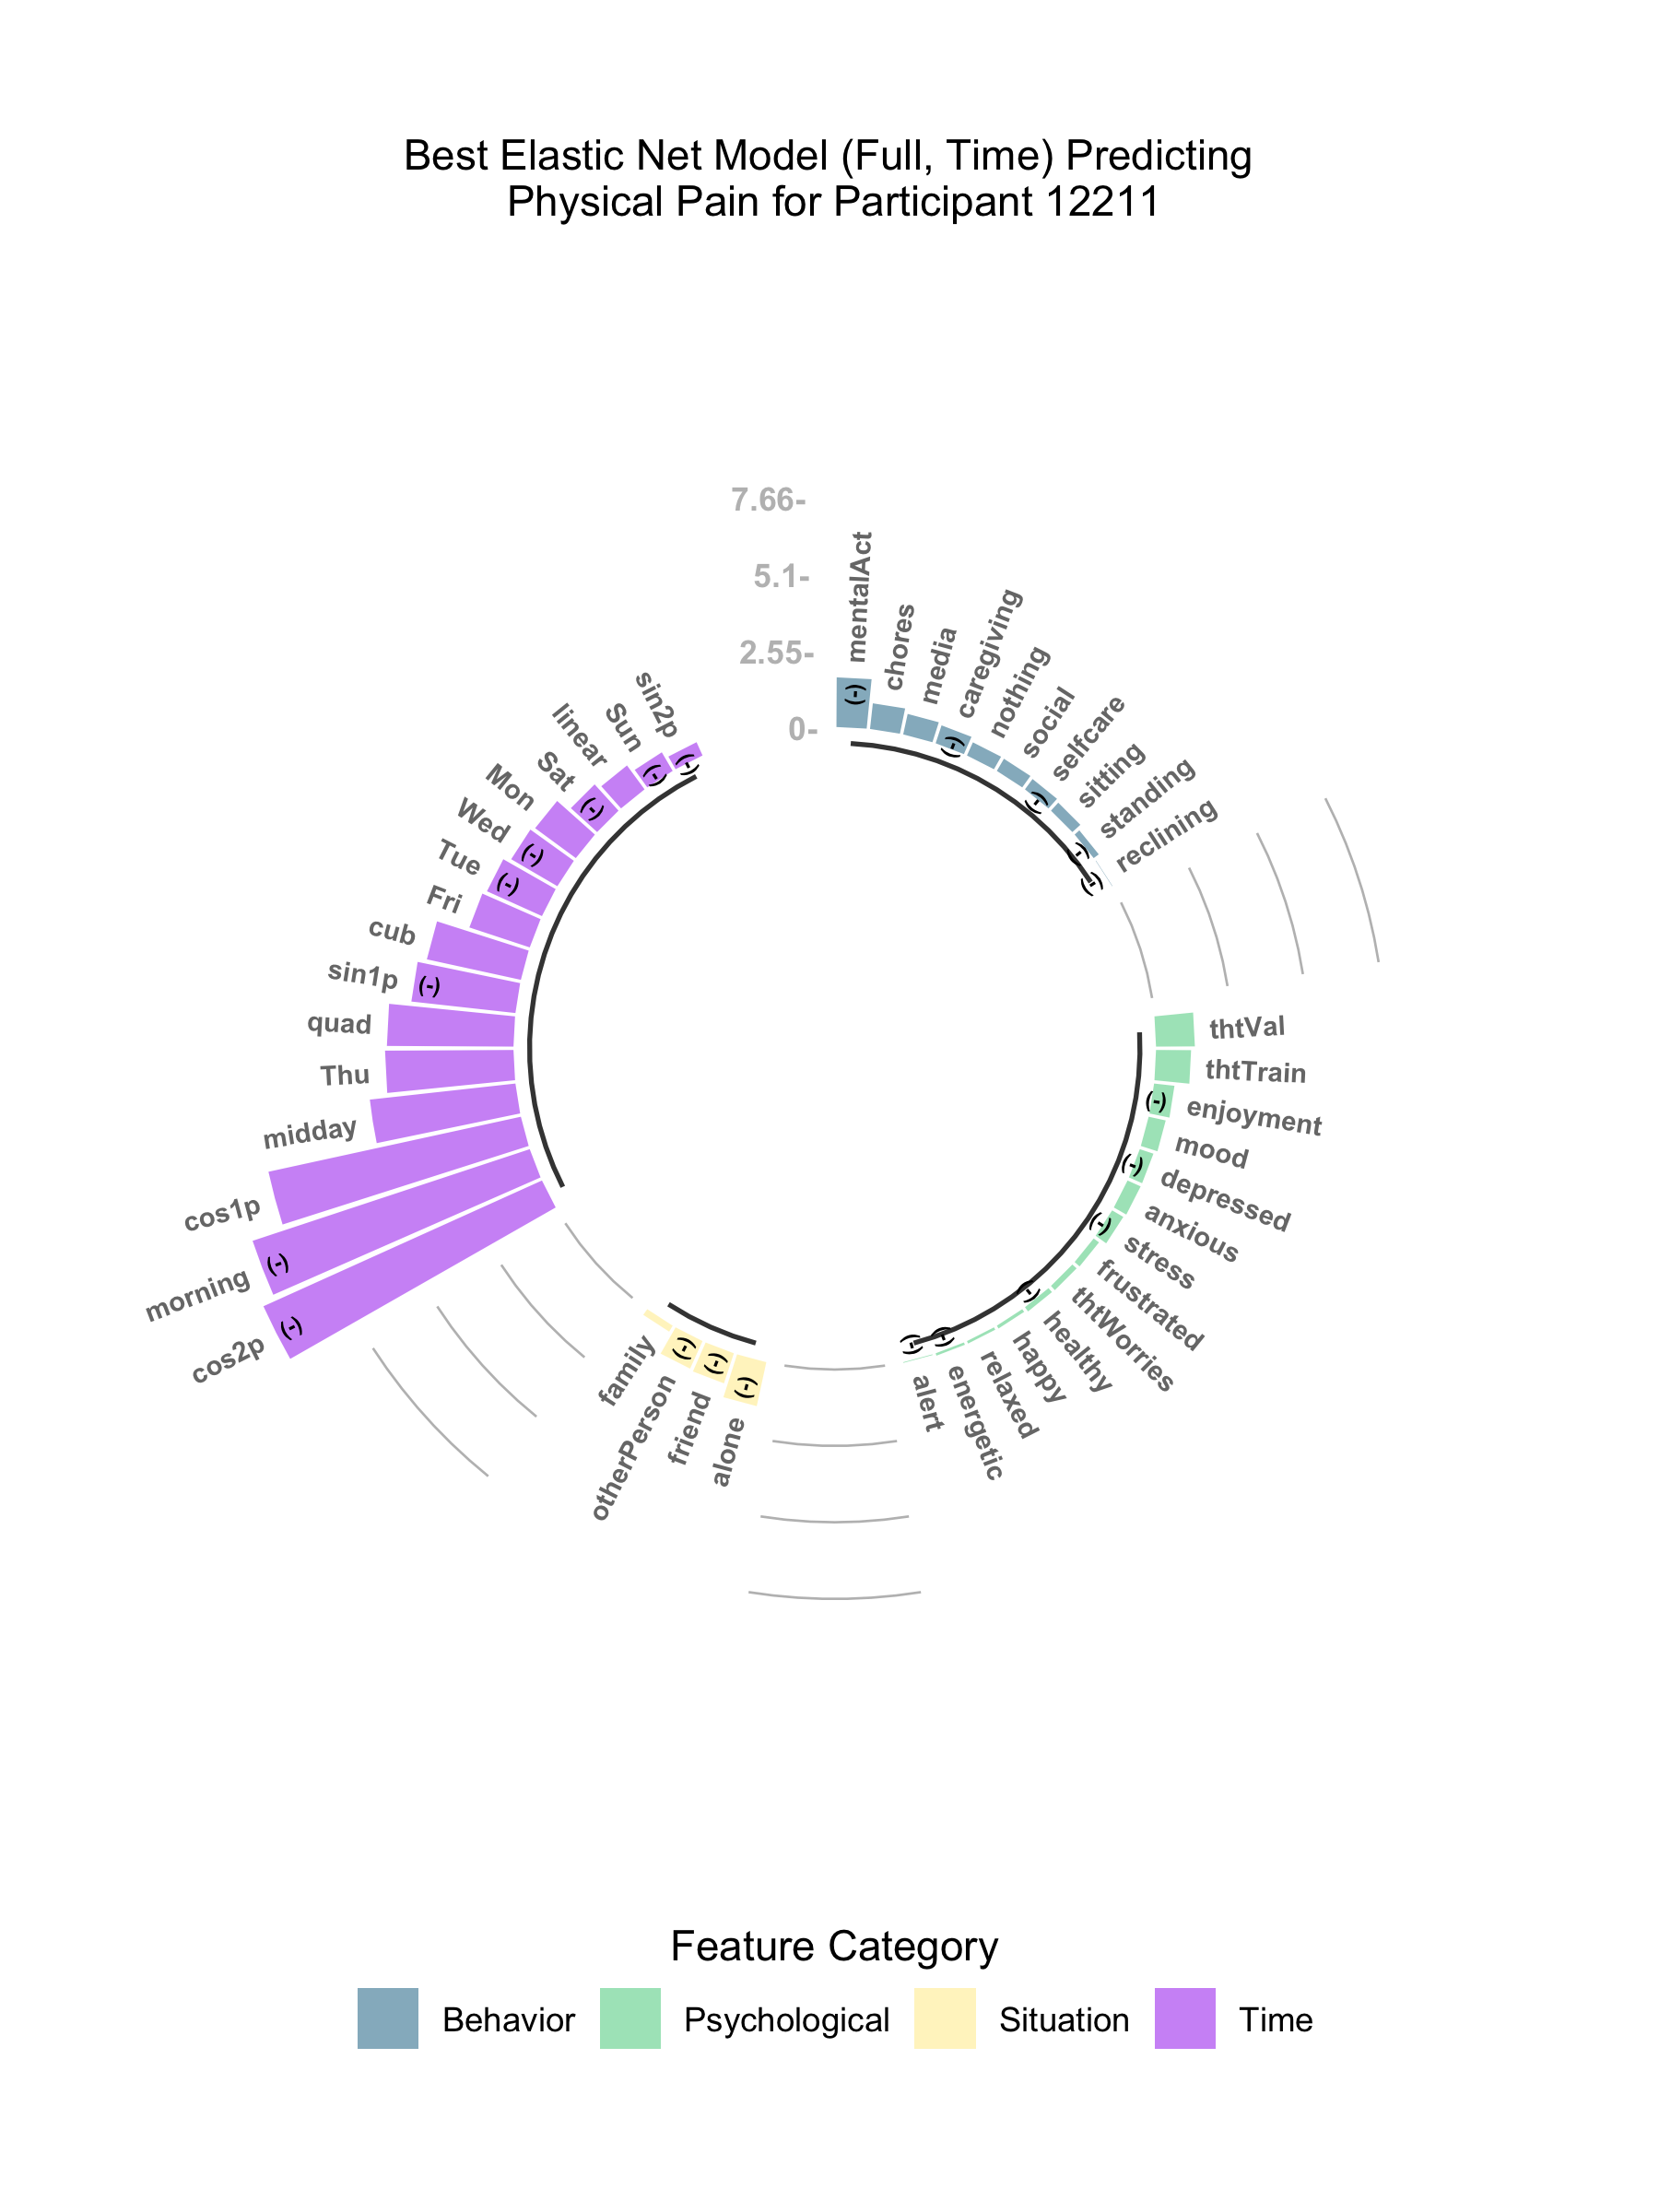 Best Elastic Net Model (Full, Time) Predicting
Physical Pain for Participant 12211
7.66-
5.1-
2.55-
0-
mentalAct
(-)
chores
media
caregiving
(-)
nothing
social
selfcare
(-)
sitting
standing
(-)
reclining
(-)
thtVal
thtTrain
enjoyment
(-)
mood
depressed
(-)
anxious
stress
(-)
frustrated
thtWorries
healthy
(-)
happy
relaxed
energetic
(-)
alert
(-)
alone
(-)
friend
(-)
otherPerson
(-)
family
cos2p
(-)
morning
(-)
cos1p
midday
Thu
quad
sin1p
(-)
cub
Fri
Tue
(-)
Wed
(-)
Mon
Sat
(-)
linear
Sun
(-)
sin2p
(-)
Feature Category
Behavior
Psychological
Situation
Time